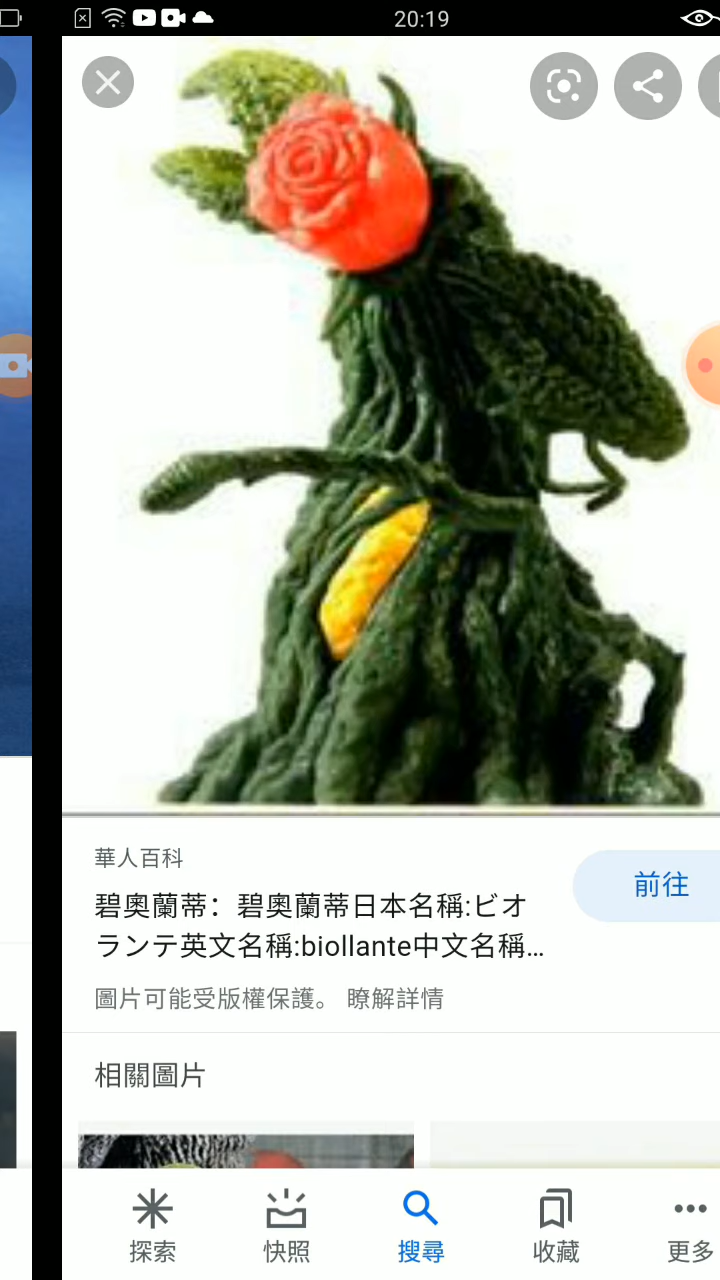 20:19
華人百科
前往
碧奧蘭蒂：碧奧蘭蒂日本名稱:ビオ
ランテ英文名稱:biollante中文名稱...
圖片可能受版權保護。 瞭解詳情
相關圖片
探索
快照
搜尋
收藏
更多